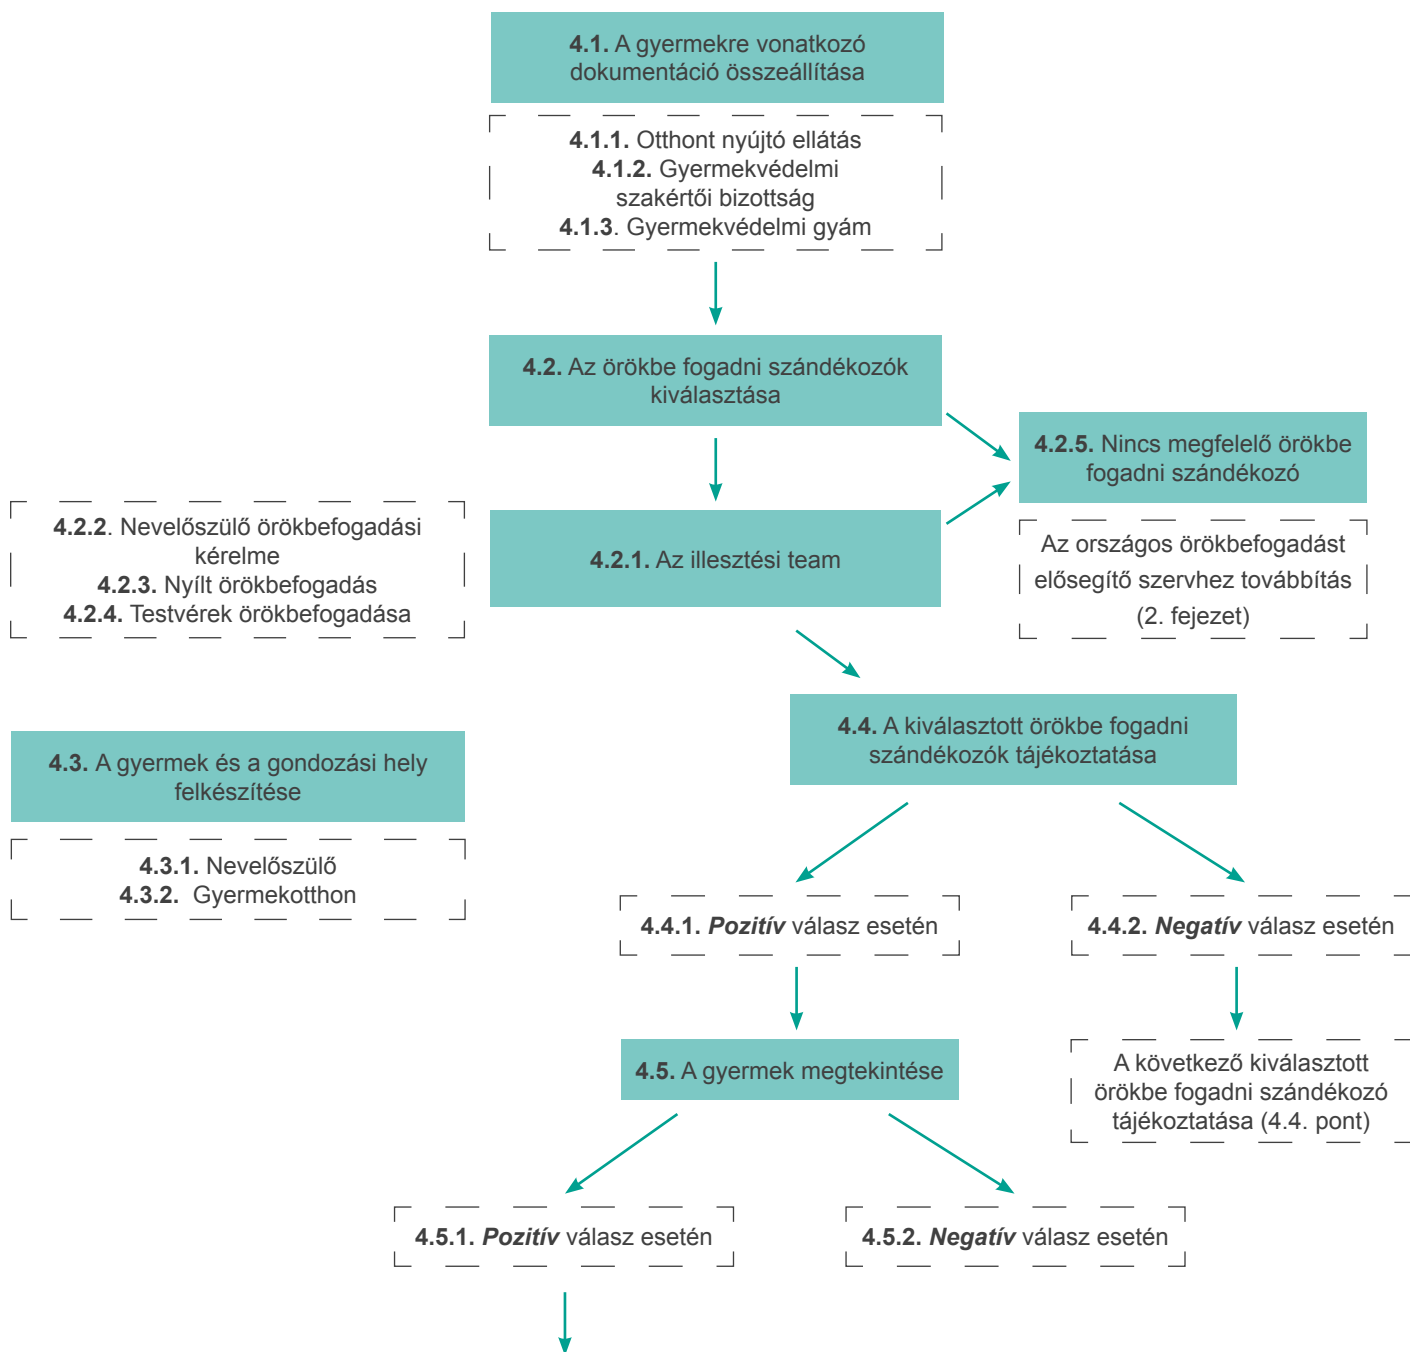 4.1. A gyermekre vonatkozó
dokumentáció összeállítása
4.1.1. Otthont nyújtó ellátás
4.1.2. Gyermekvédelmi
szakértői bizottság
4.1.3. Gyermekvédelmi gyám
4.2. Az örökbe fogadni szándékozók
kiválasztása
4.2.5. Nincs megfelelő örökbe
fogadni szándékozó
Az országos örökbefogadást
elősegítő szervhez továbbítás
(2. fejezet)
4.2.2. Nevelőszülő örökbefogadási
kérelme
4.2.3. Nyílt örökbefogadás
4.2.4. Testvérek örökbefogadása
4.2.1. Az illesztési team
4.4. A kiválasztott örökbe fogadni
szándékozók tájékoztatása
4.3. A gyermek és a gondozási hely
felkészítése
4.3.1. Nevelőszülő
4.3.2. Gyermekotthon
4.4.1. Pozitív válasz esetén
4.4.2. Negatív válasz esetén
4.5. A gyermek megtekintése
A következő kiválasztott
örökbe fogadni szándékozó
tájékoztatása (4.4. pont)
4.5.1. Pozitív válasz esetén
4.5.2. Negatív válasz esetén